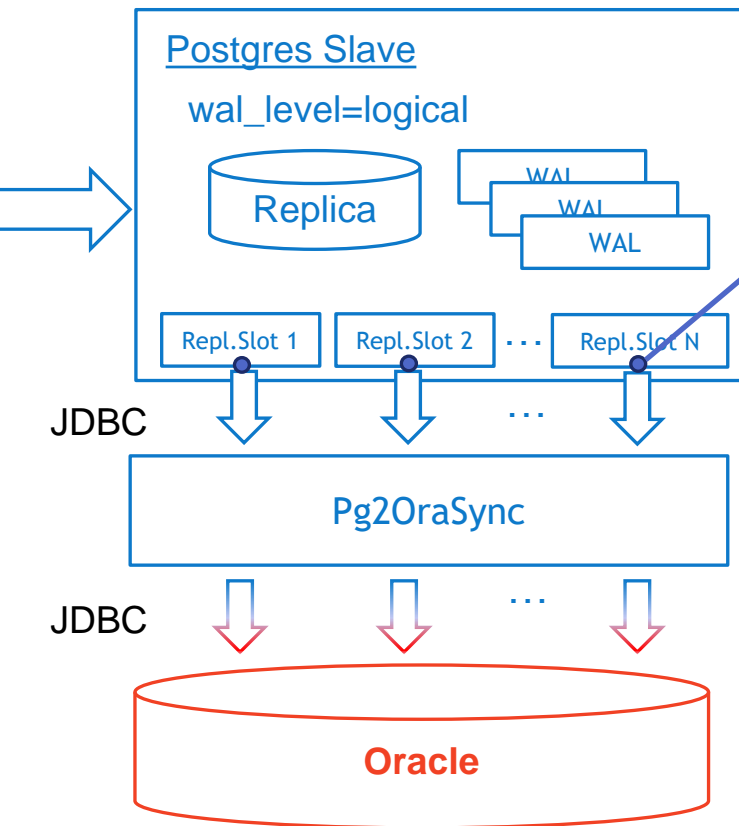 Postgres Slave
wal_level=logical
Replica
WAL
WAL
WAL
Repl.Slot 1
Repl.Slot 2
...
Repl.Slot N
JDBC
...
Pg2OraSync
JDBC
...
Oracle